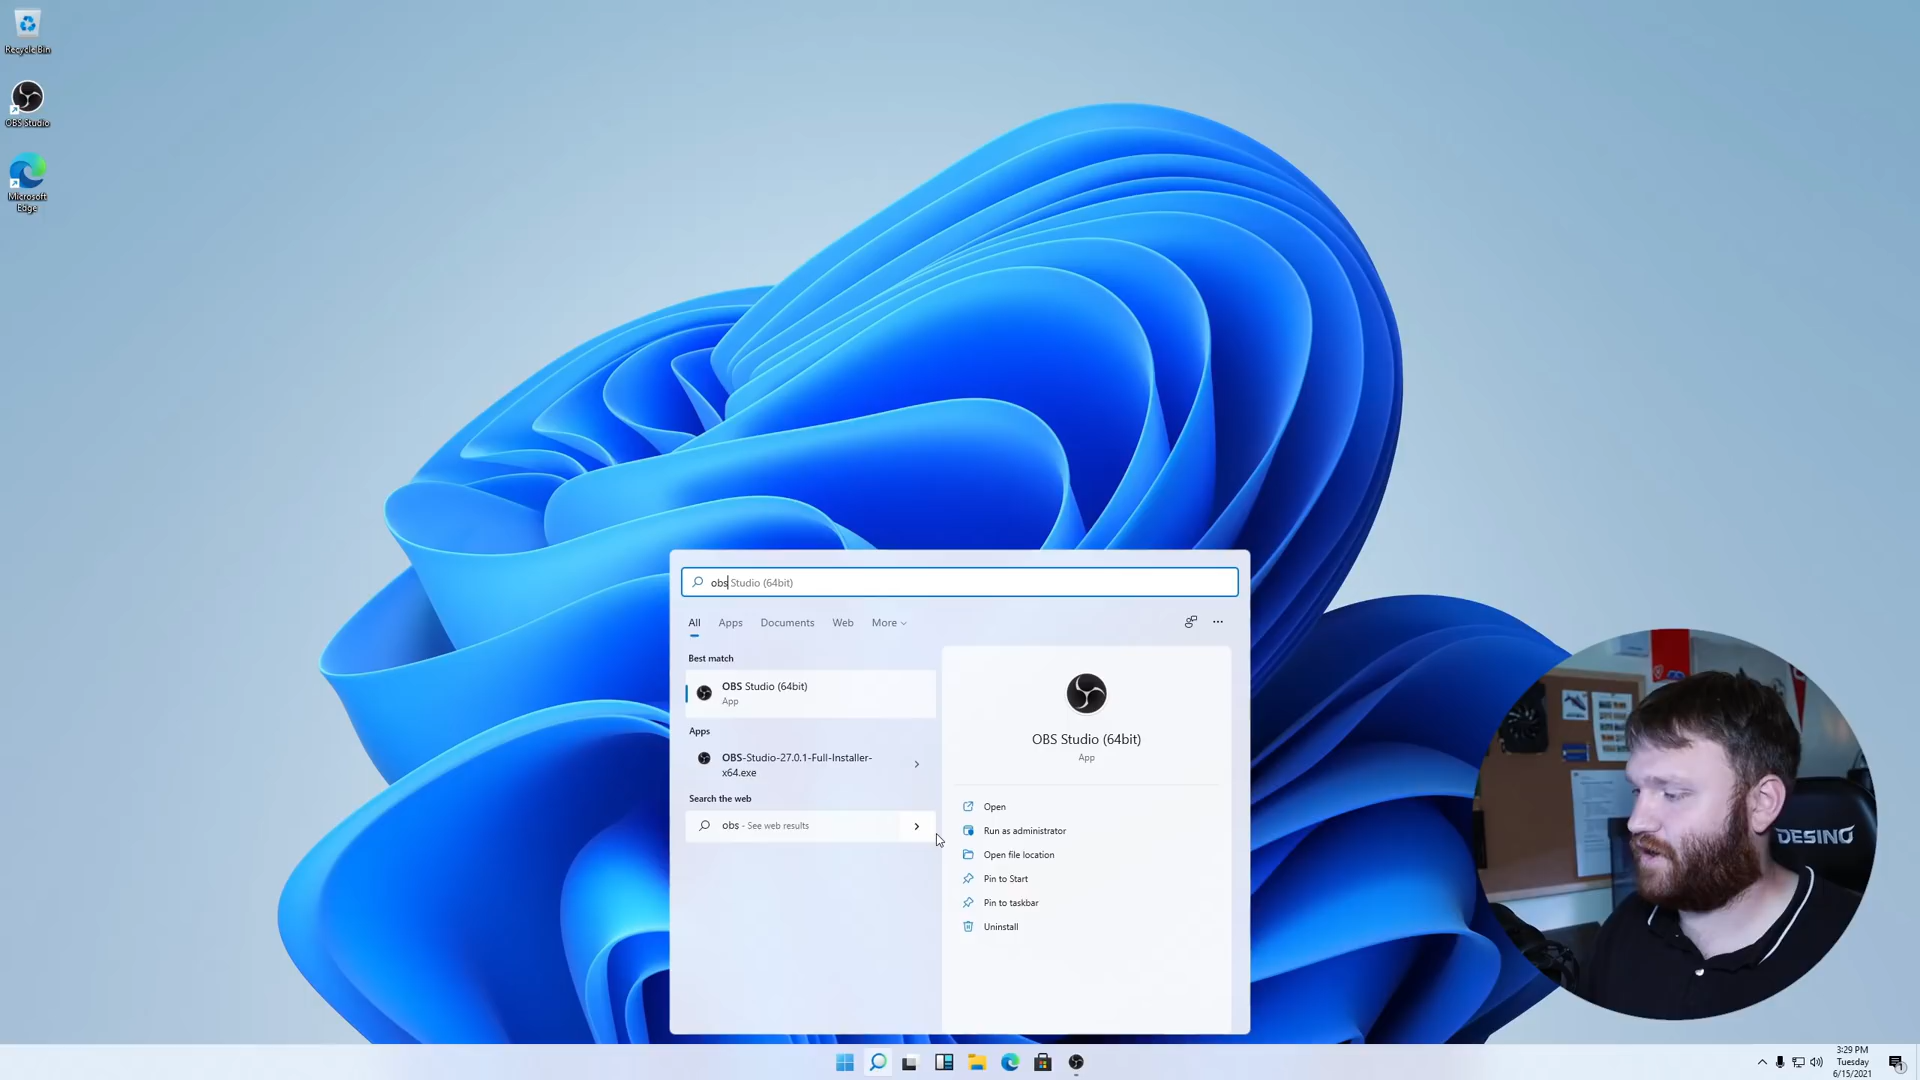 Recycle Bin
OBS Studio
Microsoft
Edge
obs Studio (64bit)
All Apps Documents Web More
Best match
OBS Studio (64bit)
App
Apps
OBS-Studio-27.0.1-Full-Installer-
x64.exe
Search the web
obs - See web results
OBS Studio (64bit)
App
Open
Run as administrator
Open file location
Pin to Start
Pin to taskbar
Uninstall
DESINO
3:29 PM
Tuesday
6/15/2021
1